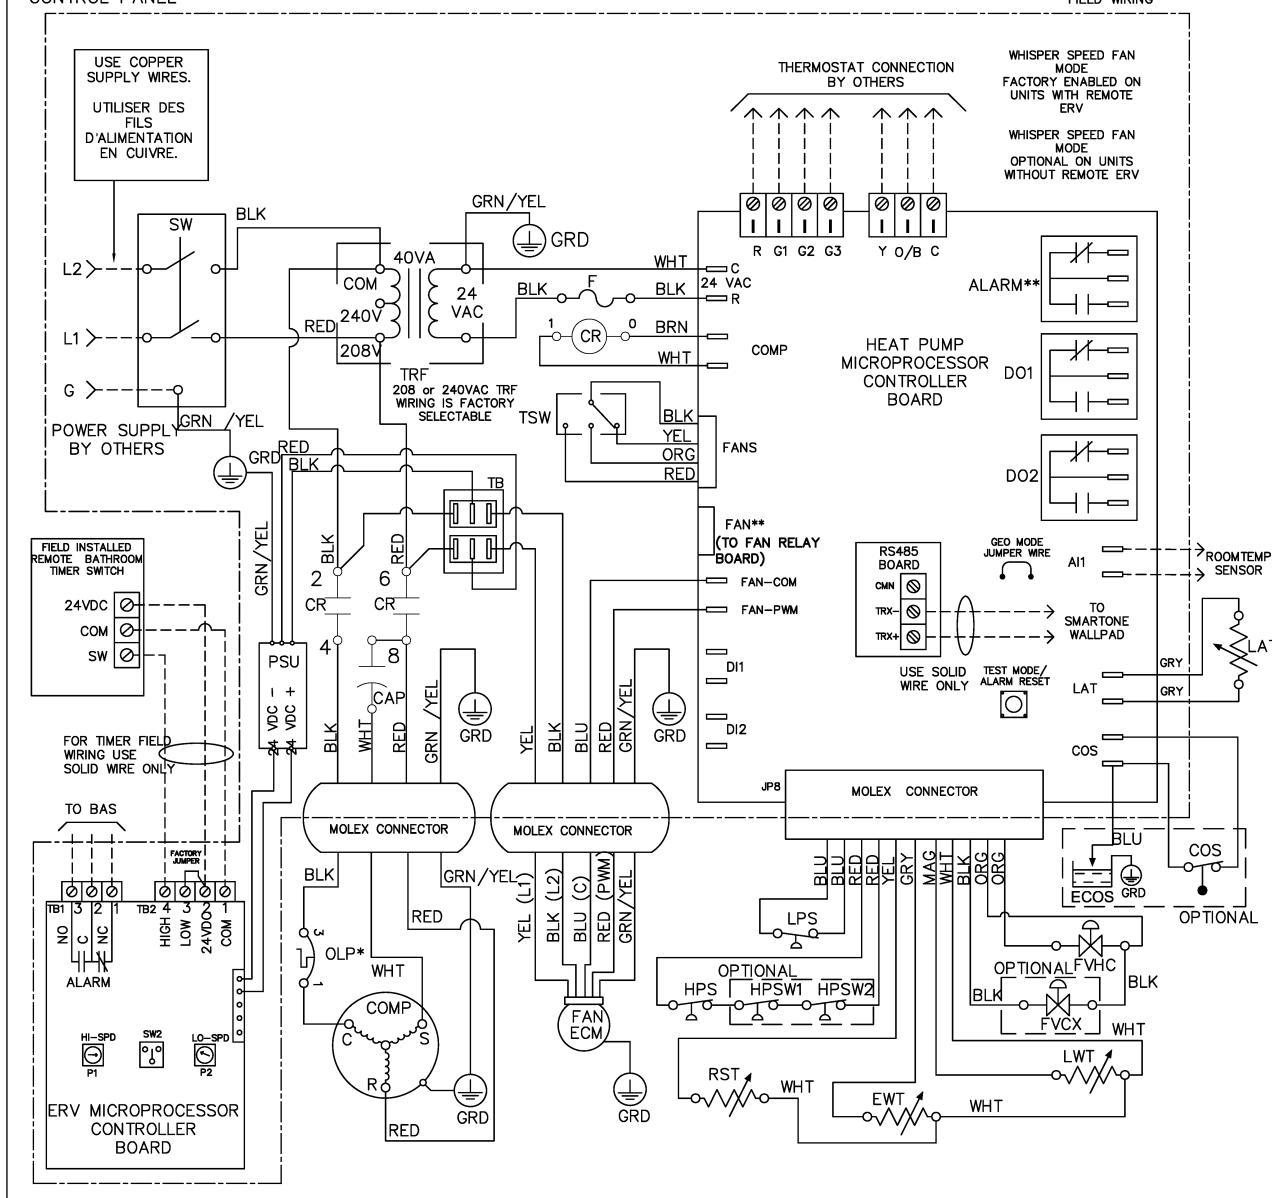 CONTROL PANEL
FIELD WIRING
USE COPPER
SUPPLY WIRES.
UTILISER DES
FILS
D'ALIMENTATION
EN CUIVRE.
THERMOSTAT CONNECTION
BY OTHERS
WHISPER SPEED FAN
MODE
FACTORY ENABLED ON
UNITS WITH REMOTE
ERV
WHISPER SPEED FAN
MODE
OPTIONAL ON UNITS
WITHOUT REMOTE ERV
SW
BLK
GRN/YEL
GRD
R G1 G2 G3
Y O/B C
L2
COM
40VA
240V
24
VAC
208V
RED
L1
G
TRF
208 or 240VAC TRF
WIRING IS FACTORY
SELECTABLE
WHT
C
24 VAC
BLK
F
BLK
R
1
CR
0
BRN
WHT
COMP
HEAT PUMP
MICROPROCESSOR
CONTROLLER
BOARD
ALARM**
DO1
DO2
POWER SUPPLY
BY OTHERS
GRN/YEL
GRD
RED
BLK
TSW
BLK
YEL
ORG
RED
FANS
TB
FAN**
(TO FAN RELAY
BOARD)
FAN-COM
FAN-PWM
DI1
DI2
RS485
BOARD
CMN
TRX-
TRX+
USE SOLID
WIRE ONLY
GEO MODE
JUMPER WIRE
AI1
ROOMTEMP
SENSOR
TO
SMARTONE
WALLPAD
TEST MODE/
ALARM RESET
LAT
GRY
GRY
LAT
COS
FIELD INSTALLED
REMOTE BATHROOM
TIMER SWITCH
24VDC
COM
SW
GRN/YEL
BLK
RED
2
6
CR
CR
4
8
CAP
PSU
24 VDC -
24 VDC +
FOR TIMER FIELD
WIRING USE
SOLID WIRE ONLY
BLK
WHT
RED
GRN/YEL
GRD
YEL
BLK
BLU
RED
GRN/YEL
GRD
JP8
MOLEX CONNECTOR
MOLEX CONNECTOR
MOLEX CONNECTOR
TO BAS
FACTORY
JUMPER
TB1 3 2 1
TB2 4 3 2 1
NO
C
NC
ALARM
HIGH
LOW
24VDC
COM
HI-SPD
P1
SW2
LO-SPD
P2
ERV MICROPROCESSOR
CONTROLLER
BOARD
BLK
GRN/YEL
RED
3
OLP*
1
WHT
COMP
C
S
R
GRD
RED
YEL (L1)
BLK (L2)
BLU (C)
RED (PWM)
GRN/YEL
FAN
ECM
GRD
BLU
BLU
RED
RED
YEL
GRY
MAG
WHT
BLK
ORG
ORG
LPS
OPTIONAL
HPS
HPSW1
HPSW2
BLU
ECOS
GRD
COS
OPTIONAL
FVHC
OPTIONAL
BLK
BLK
FVCX
WHT
LWT
RST
WHT
EWT
WHT